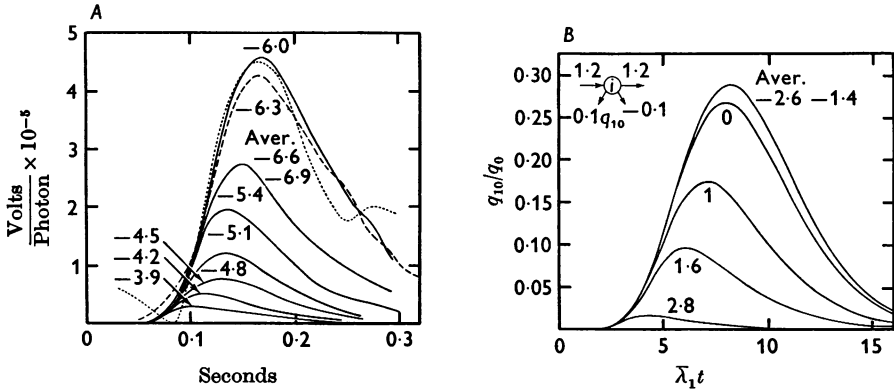 A
5
4
3
2
1
Volts
Photon
× 10⁻⁵
−6·0
−6·3
Aver.
−6·6
−6·9
−5·4
−5·1
−4·8
−4·5
−4·2
−3·9
0
0·1
0·2
0·3
Seconds
B
0·30
0·25
0·20
0·15
0·10
0·05
q₁₀/q₀
1·2 1·2
i
−0·1 q₁₀ −0·1
Aver.
−2·6 −1·4
0
1
1·6
2·8
0 5 10 15
λ̄₁t